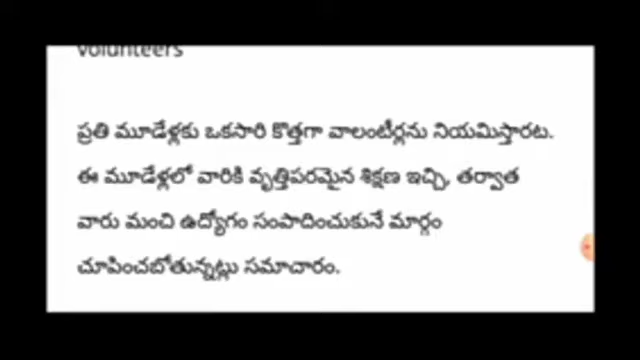 volunteers
ప్రతి మూడేళ్లకు ఒకసారి కొత్తగా వాలంటీర్లను నియమిస్తారట.
ఈ మూడేళ్లలో వారికి వృత్తిపరమైన శిక్షణ ఇచ్చి, తర్వాత
వారు మంచి ఉద్యోగం సంపాదించుకునే మార్గం
చూపించబోతున్నట్లు సమాచారం.